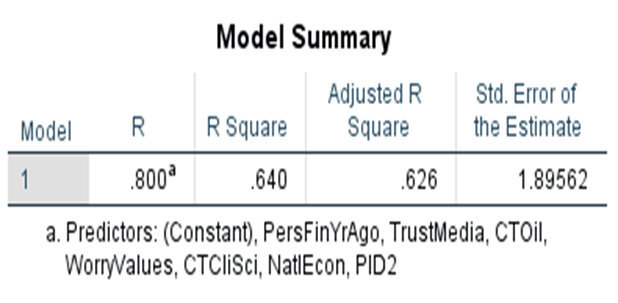 Model Summary
Model R R Square Adjusted R Square Std. Error of the Estimate
1 .800a .640 .626 1.89562
a. Predictors: (Constant), PersFinYrAgo, TrustMedia, CTOil,
WorryValues, CTCliSci, NatlEcon, PID2